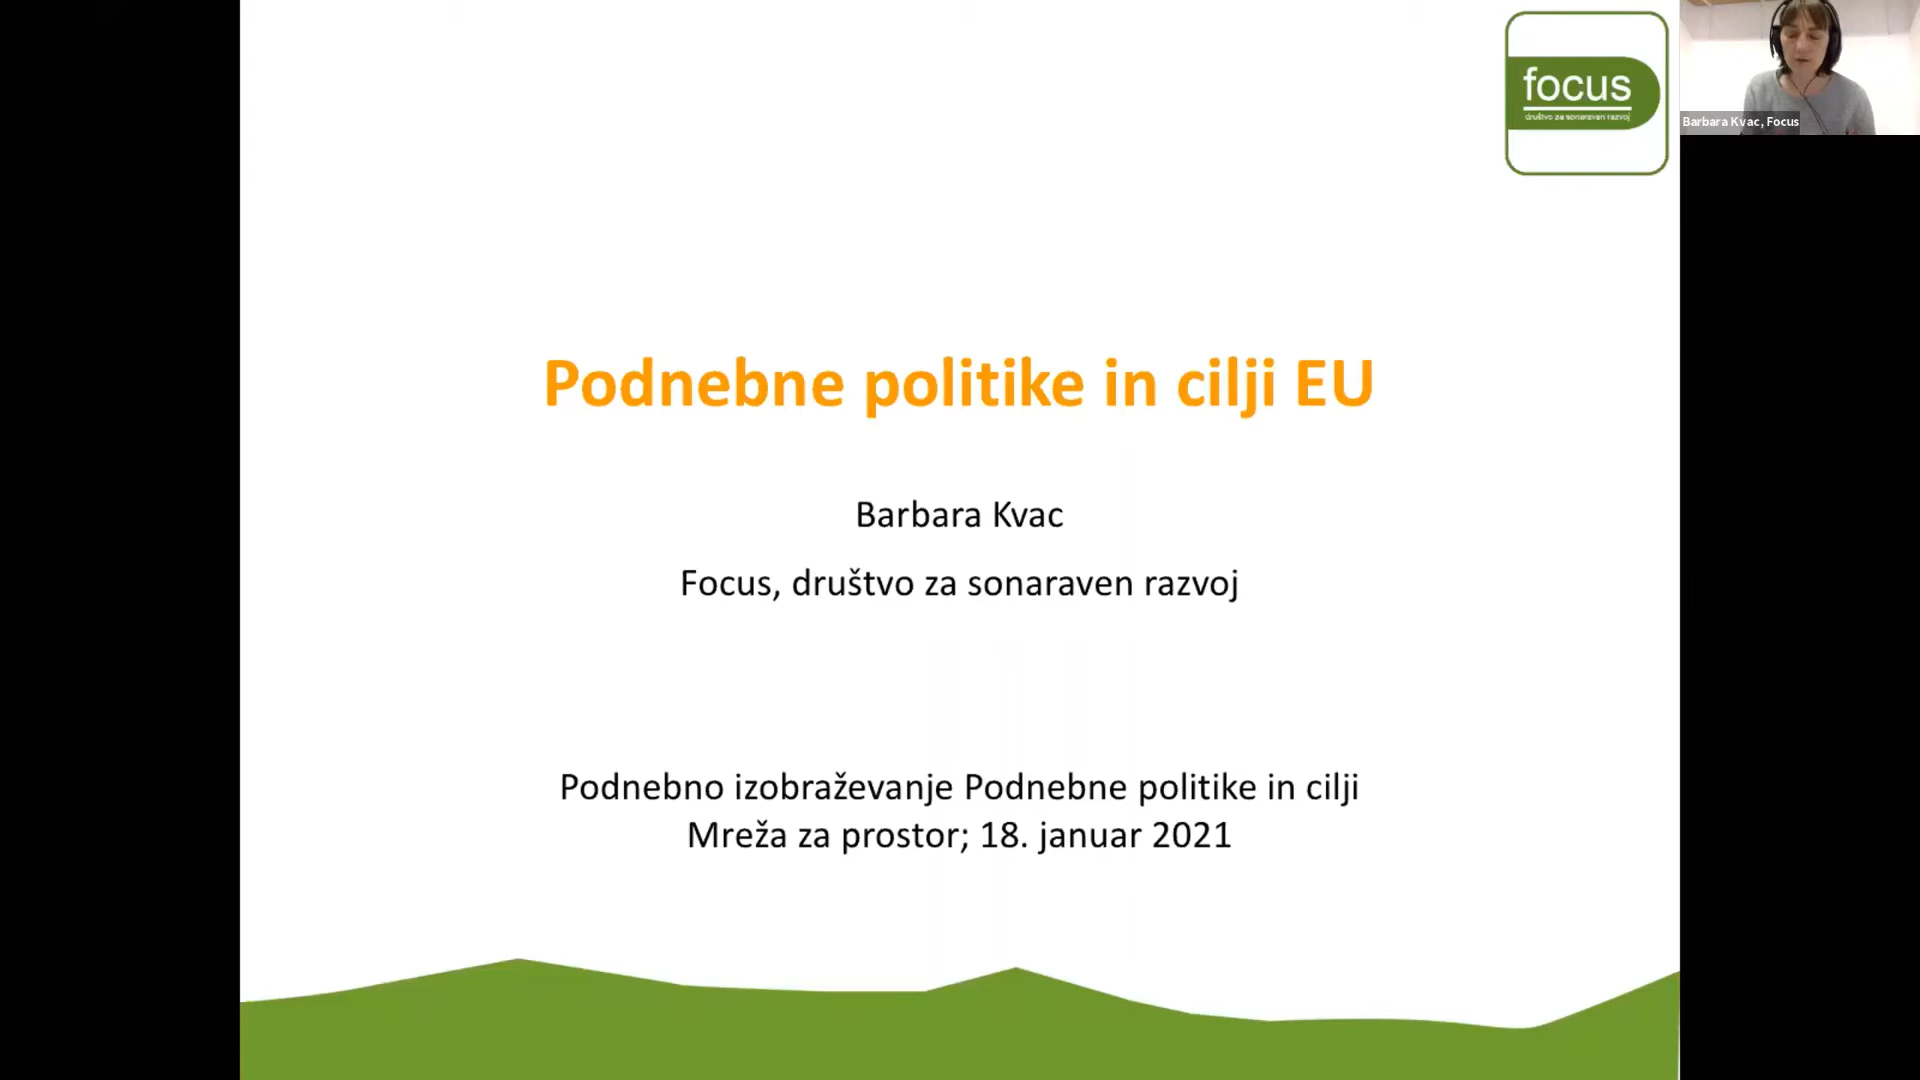 focus
društvo za sonaraven razvoj
Barbara Kvac, Focus
Podnebne politike in cilji EU
Barbara Kvac
Focus, društvo za sonaraven razvoj
Podnebno izobraževanje Podnebne politike in cilji
Mreža za prostor; 18. januar 2021